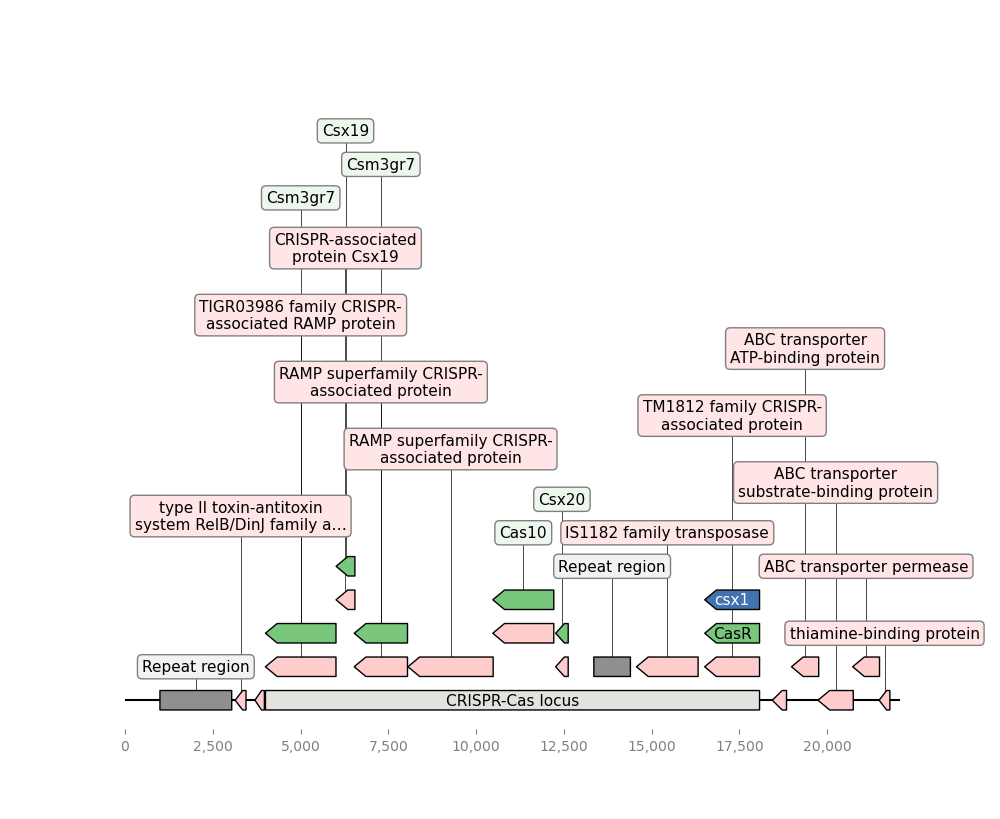 Csx19
Csm3gr7
Csm3gr7
CRISPR-associated
protein Csx19
TIGR03986 family CRISPR-
associated RAMP protein
ABC transporter
ATP-binding protein
RAMP superfamily CRISPR-
associated protein
TM1812 family CRISPR-
associated protein
RAMP superfamily CRISPR-
associated protein
ABC transporter
substrate-binding protein
Csx20
type II toxin-antitoxin
system RelB/DinJ family a…
Cas10
IS1182 family transposase
Repeat region
ABC transporter permease
csx1
CasR
thiamine-binding protein
Repeat region
CRISPR-Cas locus
0
2,500
5,000
7,500
10,000
12,500
15,000
17,500
20,000